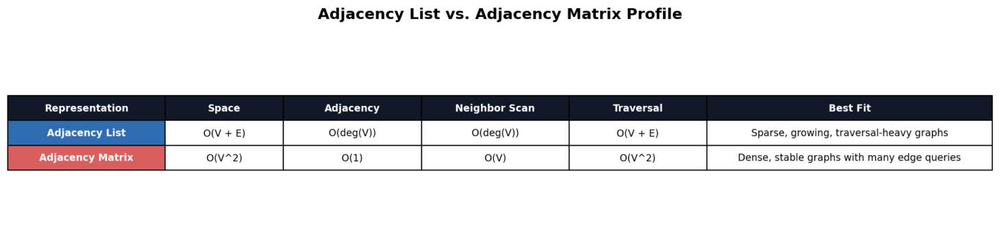 Adjacency List vs. Adjacency Matrix Profile
Representation Space Adjacency Neighbor Scan Traversal Best Fit
Adjacency List O(V + E) O(deg(V)) O(deg(V)) O(V + E) Sparse, growing, traversal-heavy graphs
Adjacency Matrix O(V^2) O(1) O(V) O(V^2) Dense, stable graphs with many edge queries